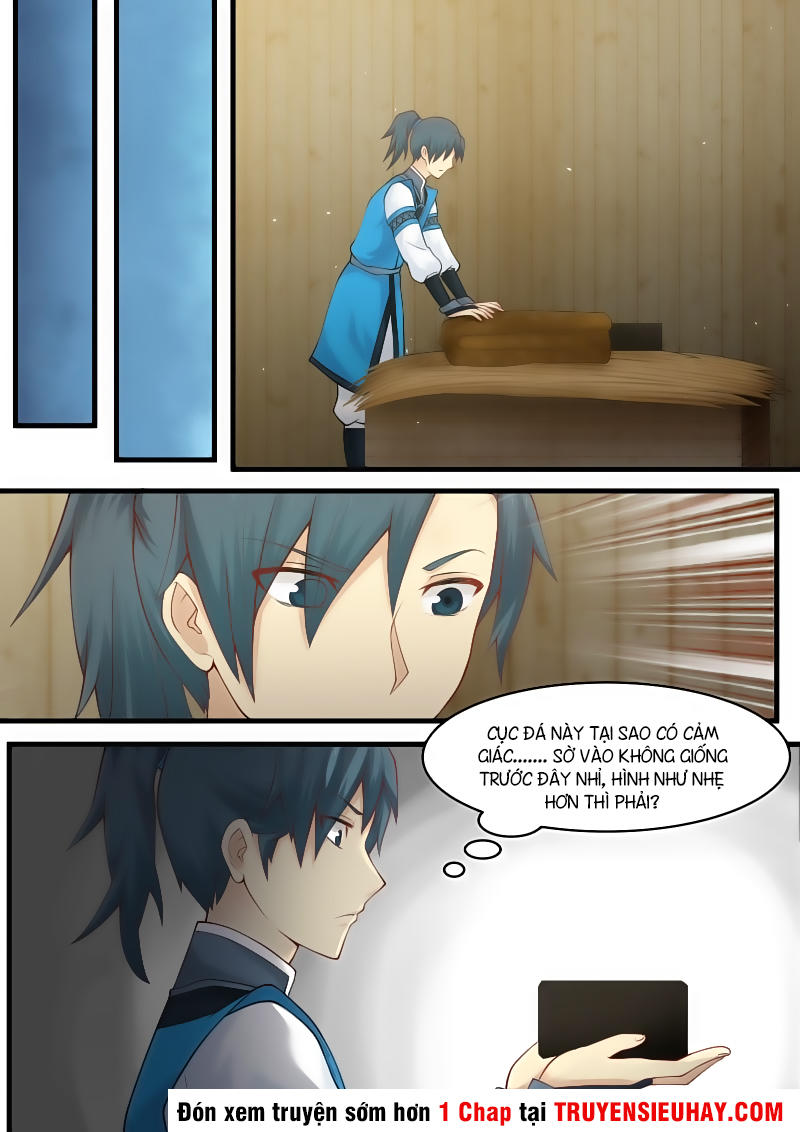 CỤC ĐÁ NÀY TẠI SAO CÓ CẢM
GIÁC....... SỜ VÀO KHÔNG GIỐNG
TRƯỚC ĐÂY NHỈ, HÌNH NHƯ NHẸ
HƠN THÌ PHẢI?
Đón xem truyện sớm hơn 1 Chap tại TRUYENSIEUHAY.COM